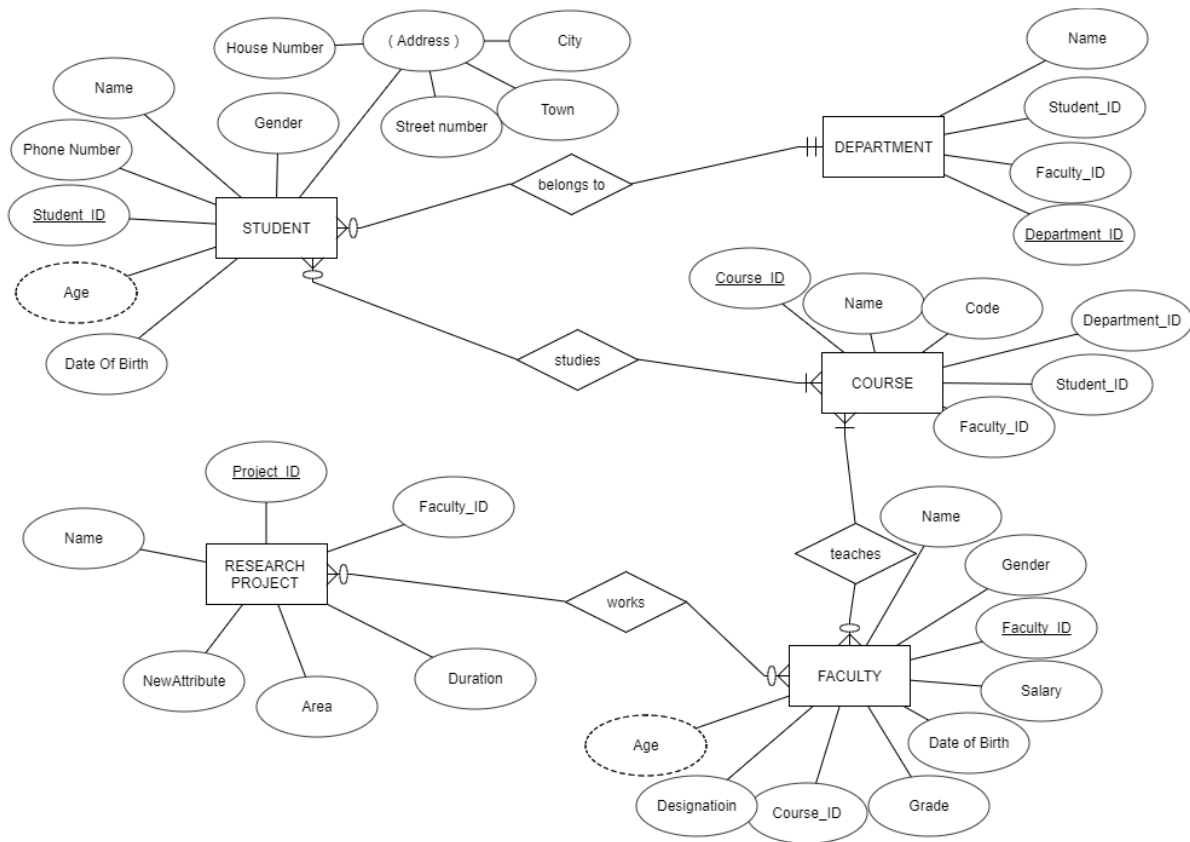 House Number
( Address )
City
Name
Name
Gender
Street number
Town
Student_ID
Phone Number
DEPARTMENT
belongs to
Faculty_ID
Student_ID
STUDENT
Department_ID
Course_ID
Age
Name
Code
Department_ID
Date Of Birth
studies
COURSE
Student_ID
Faculty_ID
Project_ID
Faculty_ID
Name
Name
RESEARCH
PROJECT
teaches
Gender
works
Faculty_ID
NewAttribute
Duration
FACULTY
Salary
Area
Age
Date of Birth
Designatioin
Course_ID
Grade